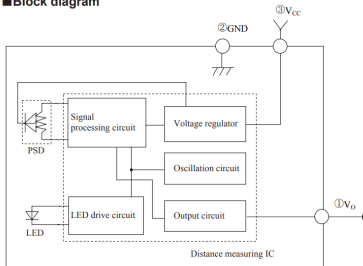 ■Block diagram
③VCC
②GND
Signal
processing circuit
Voltage regulator
PSD
Oscillation circuit
①VO
LED drive circuit
Output circuit
LED
Distance measuring IC